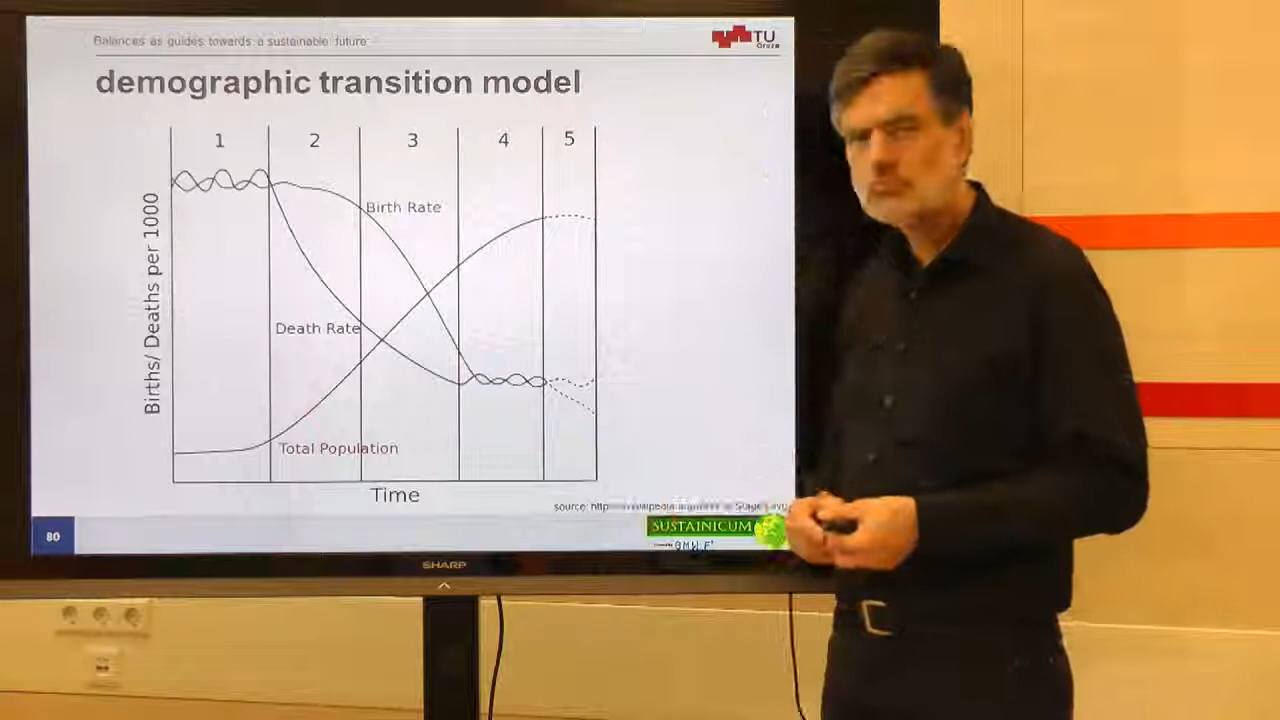 Balances as guides towards a sustainable future
TU
Graz
demographic transition model
1 2 3 4 5
Birth Rate
Death Rate
Total Population
Births/ Deaths per 1000
Time
source:
80
SUSTAINICUM
SHARP